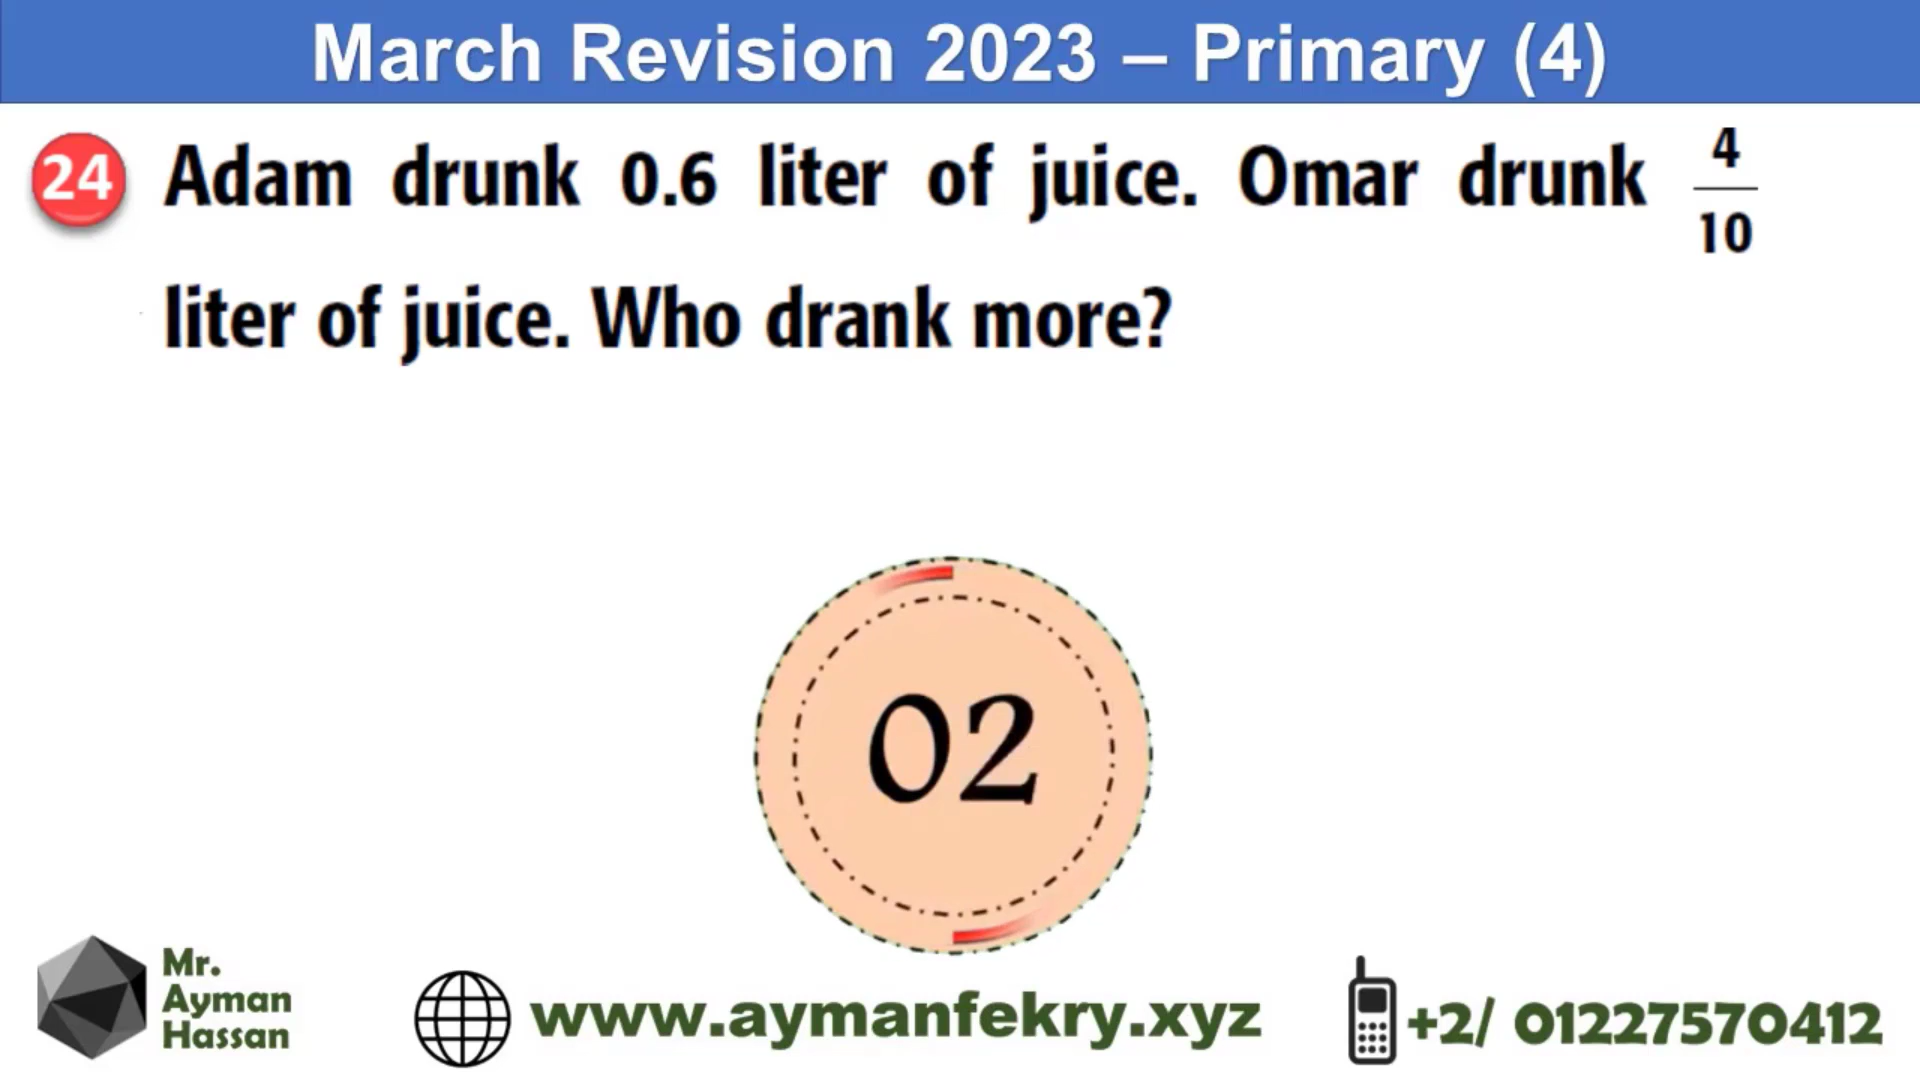 March Revision 2023 – Primary (4)
24 Adam drunk 0.6 liter of juice. Omar drunk 4/10
liter of juice. Who drank more?
02
Mr.
Ayman
Hassan
www.aymanfekry.xyz
+2/ 01227570412